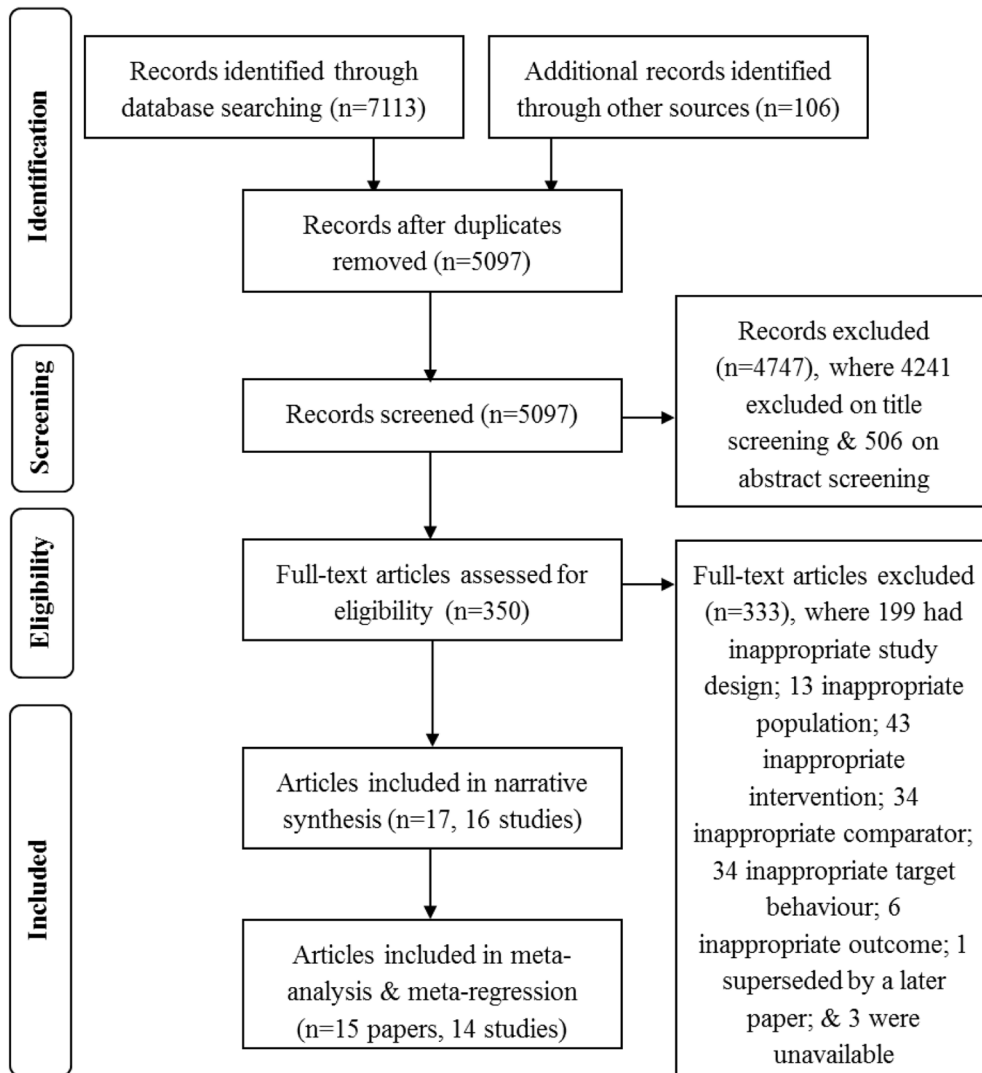 Identification
Records identified through
database searching (n=7113)
Additional records identified
through other sources (n=106)
Records after duplicates
removed (n=5097)
Screening
Records screened (n=5097)
Records excluded
(n=4747), where 4241
excluded on title
screening & 506 on
abstract screening
Eligibility
Full-text articles assessed for
eligibility (n=350)
Full-text articles excluded
(n=333), where 199 had
inappropriate study
design; 13 inappropriate
population; 43
inappropriate
intervention; 34
inappropriate comparator;
34 inappropriate target
behaviour; 6
inappropriate outcome; 1
superseded by a later
paper; & 3 were
unavailable
Included
Articles included in narrative
synthesis (n=17, 16 studies)
Articles included in meta-
analysis & meta-regression
(n=15 papers, 14 studies)